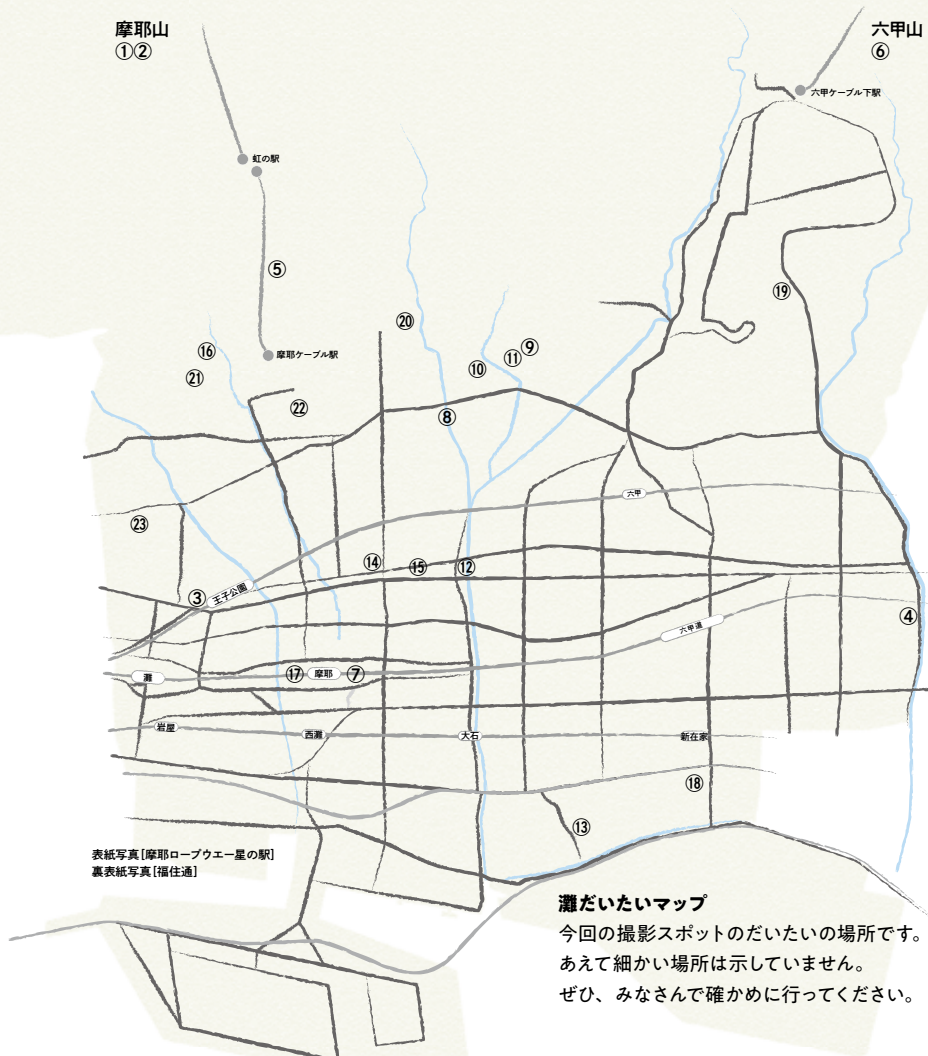 摩耶山
①②
六甲山
⑥
六甲ケーブル下駅
虹の駅
⑤
⑲
⑳
⑯
摩耶ケーブル駅
⑨
⑪
⑩
㉑
㉒
⑧
六甲
㉓
⑭
⑮
⑫
③
王子公園
④
六甲道
灘
⑰
摩耶
⑦
岩屋
西灘
大石
新在家
⑱
⑬
表紙写真[摩耶ロープウエー星の駅]
裏表紙写真[福住通]
灘だいたいマップ
今回の撮影スポットのだいたいの場所です。
あえて細かい場所は示していません。
ぜひ、みなさんで確かめに行ってください。